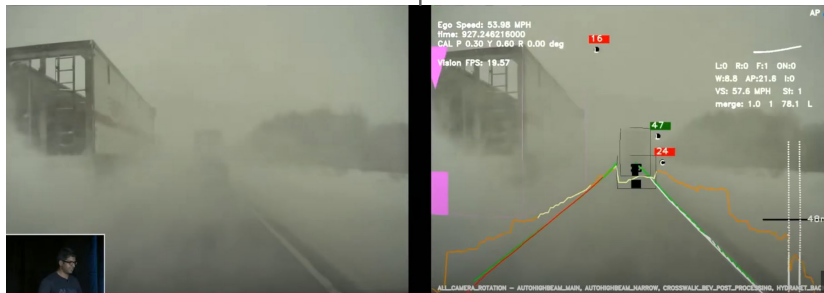 AP
Ego Speed: 53.98 MPH
time: 927.246216000
CAL P 0.30 Y 0.60 R 0.00 deg
Vision FPS: 19.57
16
L:0 R:0 F:1 ON:0
W:8.8 AP:21.8 I:0
VS: 57.6 MPH St: 1
merge: 1.0 1 78.1 L
47
24
48m
ALL_CAMERA_ROTATION - AUTOHIGHBEAM_MAIN, AUTOHIGHBEAM_NARROW, CROSSWALK_BEV_POST_PROCESSING, HYDRANET_BAC